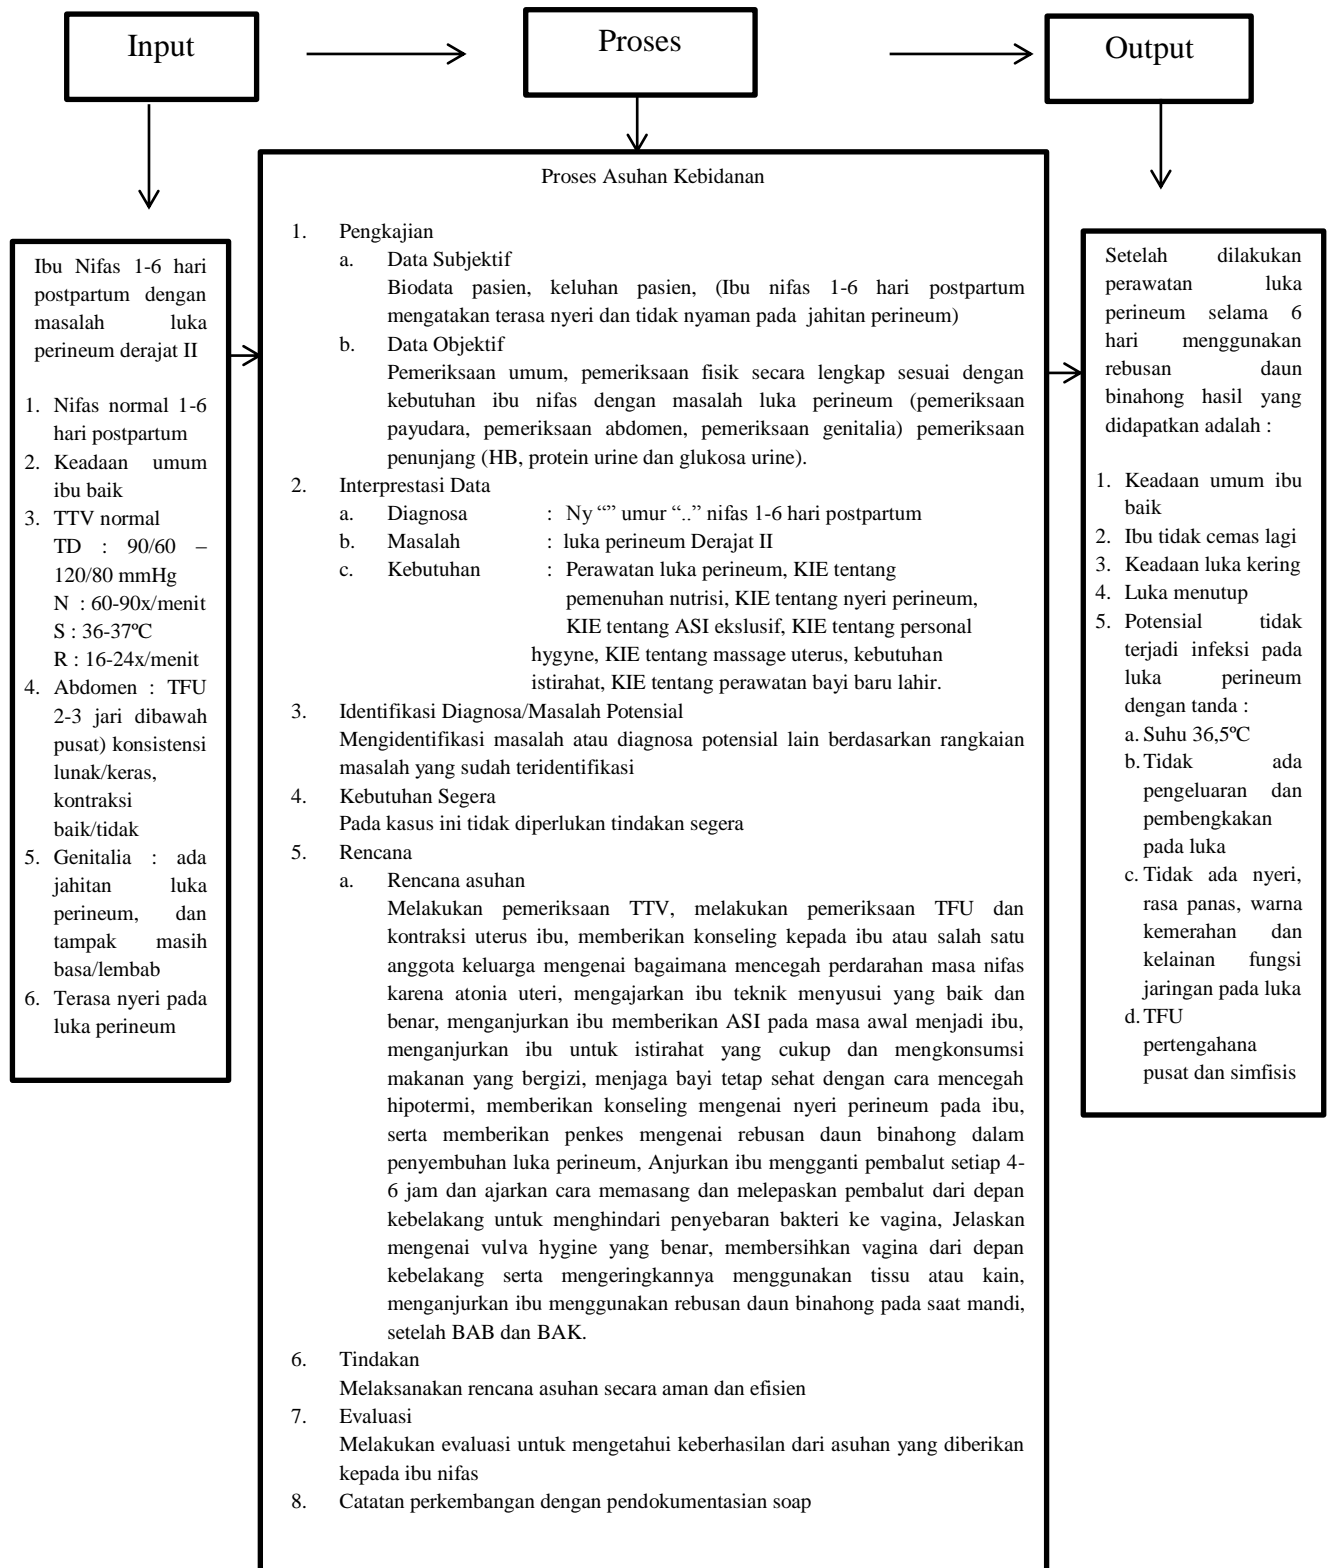 Input
Proses
Output
Ibu Nifas 1-6 hari
postpartum dengan
masalah luka
perineum derajat II
1. Nifas normal 1-6
hari postpartum
2. Keadaan umum
ibu baik
3. TTV normal
TD : 90/60 –
120/80 mmHg
N : 60-90x/menit
S : 36-37ºC
R : 16-24x/menit
4. Abdomen : TFU
2-3 jari dibawah
pusat) konsistensi
lunak/keras,
kontraksi
baik/tidak
5. Genitalia : ada
jahitan luka
perineum, dan
tampak masih
basa/lembab
6. Terasa nyeri pada
luka perineum
Proses Asuhan Kebidanan
1. Pengkajian
a. Data Subjektif
Biodata pasien, keluhan pasien, (Ibu nifas 1-6 hari postpartum
mengatakan terasa nyeri dan tidak nyaman pada jahitan perineum)
b. Data Objektif
Pemeriksaan umum, pemeriksaan fisik secara lengkap sesuai dengan
kebutuhan ibu nifas dengan masalah luka perineum (pemeriksaan
payudara, pemeriksaan abdomen, pemeriksaan genitalia) pemeriksaan
penunjang (HB, protein urine dan glukosa urine).
2. Interprestasi Data
a. Diagnosa : Ny “” umur “..” nifas 1-6 hari postpartum
b. Masalah : luka perineum Derajat II
c. Kebutuhan : Perawatan luka perineum, KIE tentang
pemenuhan nutrisi, KIE tentang nyeri perineum,
KIE tentang ASI ekslusif, KIE tentang personal
hygyne, KIE tentang massage uterus, kebutuhan
istirahat, KIE tentang perawatan bayi baru lahir.
3. Identifikasi Diagnosa/Masalah Potensial
Mengidentifikasi masalah atau diagnosa potensial lain berdasarkan rangkaian
masalah yang sudah teridentifikasi
4. Kebutuhan Segera
Pada kasus ini tidak diperlukan tindakan segera
5. Rencana
a. Rencana asuhan
Melakukan pemeriksaan TTV, melakukan pemeriksaan TFU dan
kontraksi uterus ibu, memberikan konseling kepada ibu atau salah satu
anggota keluarga mengenai bagaimana mencegah perdarahan masa nifas
karena atonia uteri, mengajarkan ibu teknik menyusui yang baik dan
benar, menganjurkan ibu memberikan ASI pada masa awal menjadi ibu,
menganjurkan ibu untuk istirahat yang cukup dan mengkonsumsi
makanan yang bergizi, menjaga bayi tetap sehat dengan cara mencegah
hipotermi, memberikan konseling mengenai nyeri perineum pada ibu,
serta memberikan penkes mengenai rebusan daun binahong dalam
penyembuhan luka perineum, Anjurkan ibu mengganti pembalut setiap 4-
6 jam dan ajarkan cara memasang dan melepaskan pembalut dari depan
kebelakang untuk menghindari penyebaran bakteri ke vagina, Jelaskan
mengenai vulva hygine yang benar, membersihkan vagina dari depan
kebelakang serta mengeringkannya menggunakan tissu atau kain,
menganjurkan ibu menggunakan rebusan daun binahong pada saat mandi,
setelah BAB dan BAK.
6. Tindakan
Melaksanakan rencana asuhan secara aman dan efisien
7. Evaluasi
Melakukan evaluasi untuk mengetahui keberhasilan dari asuhan yang diberikan
kepada ibu nifas
8. Catatan perkembangan dengan pendokumentasian soap
Setelah dilakukan
perawatan luka
perineum selama 6
hari menggunakan
rebusan daun
binahong hasil yang
didapatkan adalah :
1. Keadaan umum ibu
baik
2. Ibu tidak cemas lagi
3. Keadaan luka kering
4. Luka menutup
5. Potensial tidak
terjadi infeksi pada
luka perineum
dengan tanda :
a. Suhu 36,5ºC
b. Tidak ada
pengeluaran dan
pembengkakan
pada luka
c. Tidak ada nyeri,
rasa panas, warna
kemerahan dan
kelainan fungsi
jaringan pada luka
d. TFU
pertengahana
pusat dan simfisis